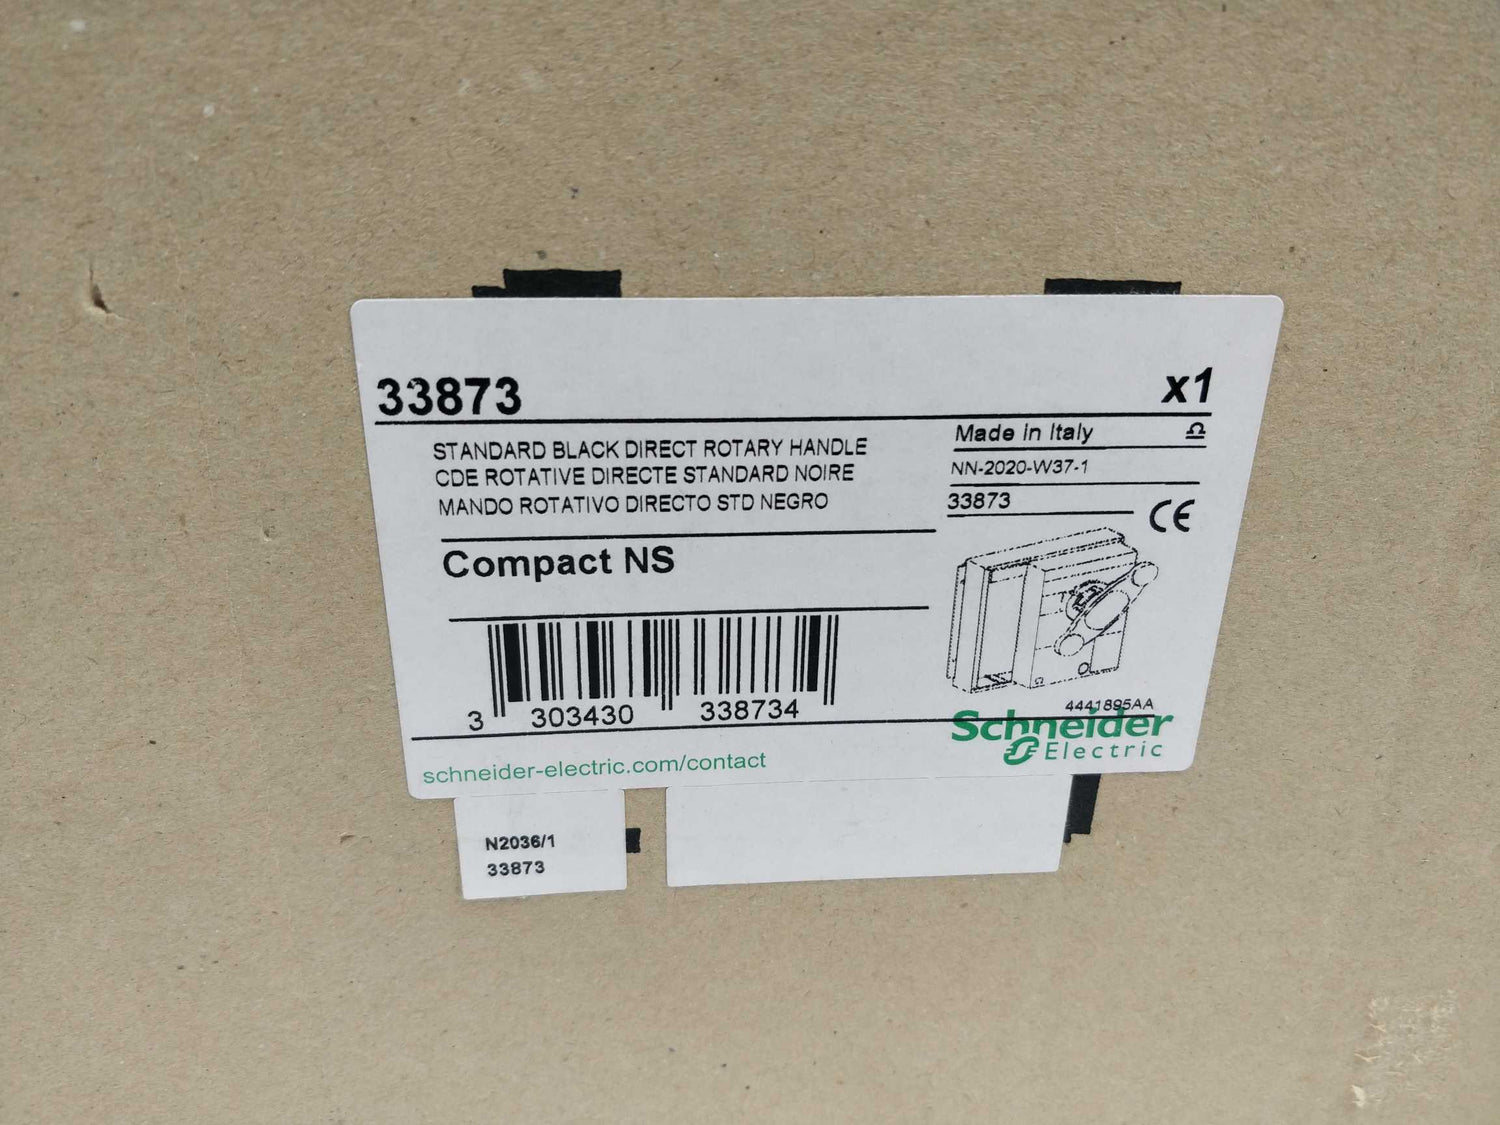 33873
x1
STANDARD BLACK DIRECT ROTARY HANDLE
CDE ROTATIVE DIRECTE STANDARD NOIRE
MANDO ROTATIVO DIRECTO STD NEGRO
Made in Italy
NN-2020-W37-1
33873
CE
Compact NS
3 303430 338734
4441895AA
Schneider
Electric
schneider-electric.com/contact
N2036/1
33873